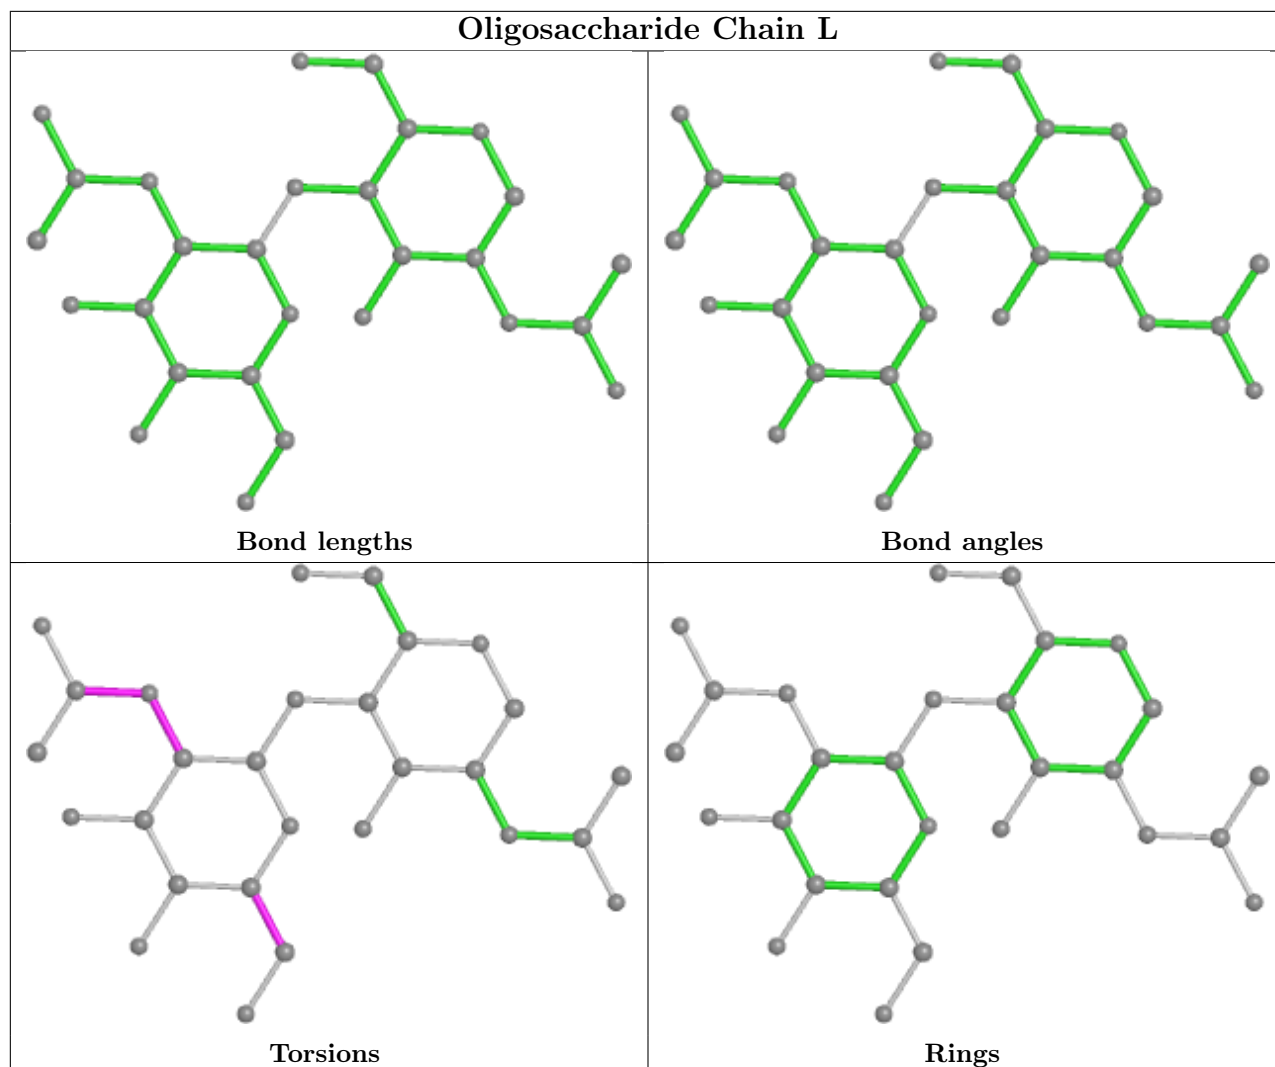 Oligosaccharide Chain L
Bond lengths
Bond angles
Torsions
Rings